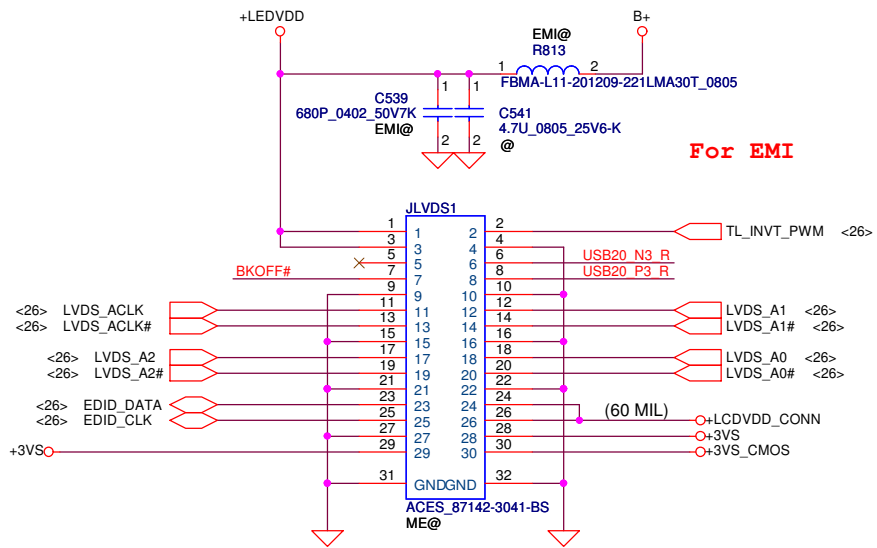 +LEDVDD
B+
EMI@
R813
1 2
FBMA-L11-201209-221LMA30T_0805
1 1
C539
680P_0402_50V7K
EMI@
C541
4.7U_0805_25V6-K
@
2 2
For EMI
JLVDS1
1 1 2 2 TL_INVT_PWM <26>
3 3 4 4
5 5 6 6 USB20_N3_R
BKOFF# 7 7 8 8 USB20_P3_R
9 9 10 10
<26> LVDS_ACLK 11 11 12 12 LVDS_A1 <26>
<26> LVDS_ACLK# 13 13 14 14 LVDS_A1# <26>
15 15 16 16
<26> LVDS_A2 17 17 18 18 LVDS_A0 <26>
<26> LVDS_A2# 19 19 20 20 LVDS_A0# <26>
21 21 22 22
<26> EDID_DATA 23 23 24 24 (60 MIL)
<26> EDID_CLK 25 25 26 26 +LCDVDD_CONN
27 27 28 28 +3VS
+3VS 29 29 30 30 +3VS_CMOS
31 GND GND 32
ACES_87142-3041-BS
ME@